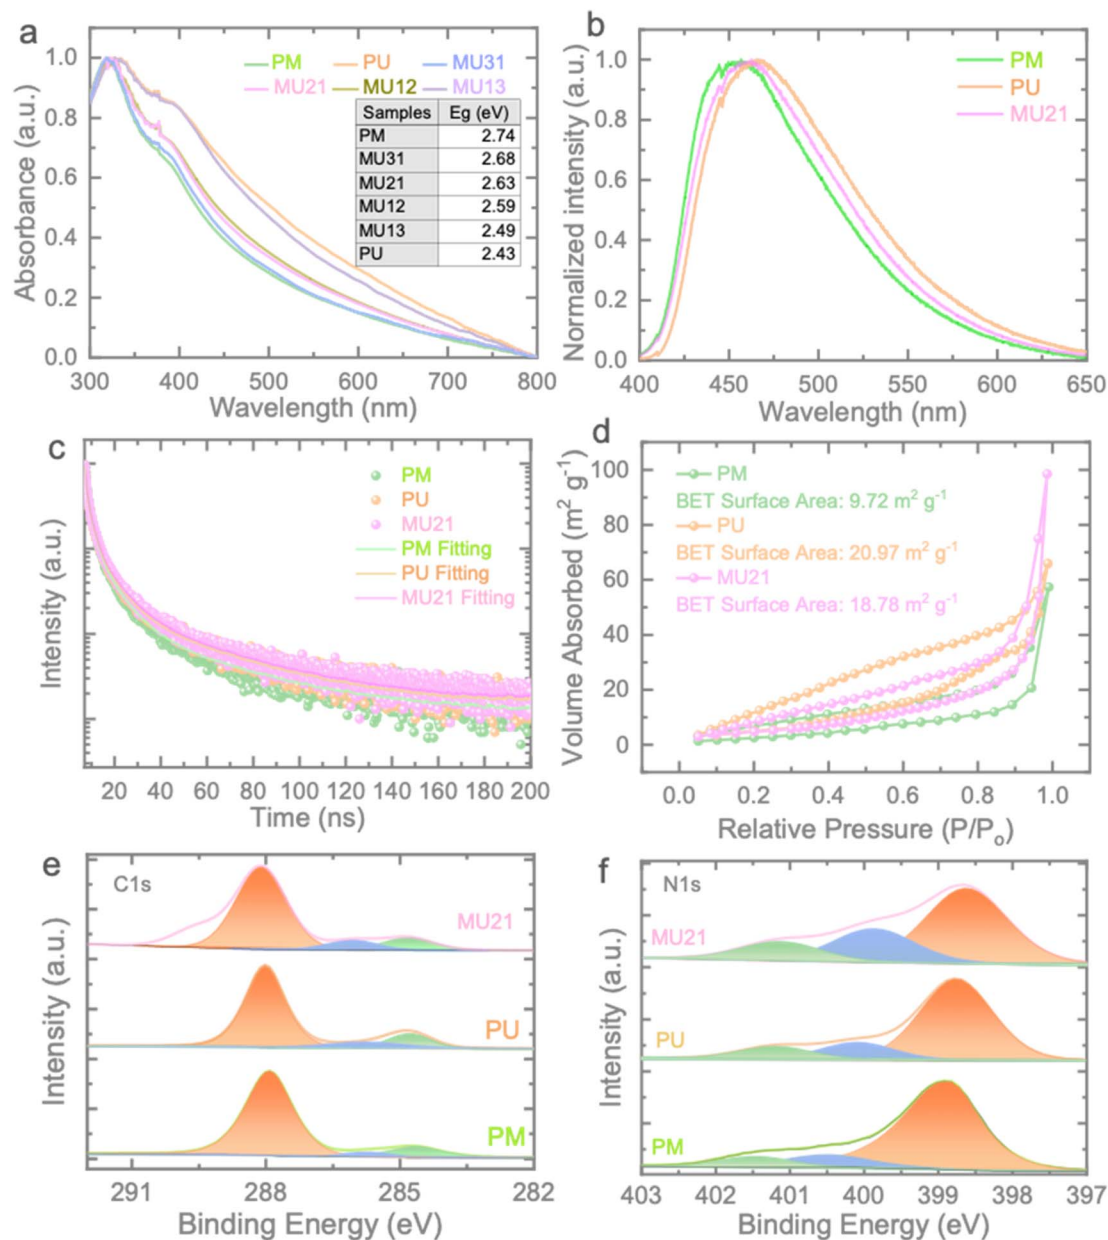 a
PM PU MU31
MU21 MU12 MU13
Samples Eg (eV)
PM 2.74
MU31 2.68
MU21 2.63
MU12 2.59
MU13 2.49
PU 2.43
Absorbance (a.u.)
1.0
0.8
0.6
0.4
0.2
0.0
300 400 500 600 700 800
Wavelength (nm)
b
PM
PU
MU21
Normalized intensity (a.u.)
1.0
0.8
0.6
0.4
0.2
0.0
400 450 500 550 600 650
Wavelength (nm)
c
PM
PU
MU21
PM Fitting
PU Fitting
MU21 Fitting
Intensity (a.u.)
20 40 60 80 100 120 140 160 180 200
Time (ns)
d
PM
BET Surface Area: 9.72 m² g⁻¹
PU
BET Surface Area: 20.97 m² g⁻¹
MU21
BET Surface Area: 18.78 m² g⁻¹
Volume Absorbed (m² g⁻¹)
100
80
60
40
20
0
0.0 0.2 0.4 0.6 0.8 1.0
Relative Pressure (P/Pₒ)
e
C1s
MU21
PU
PM
Intensity (a.u.)
291 288 285 282
Binding Energy (eV)
f
N1s
MU21
PU
PM
Intensity (a.u.)
403 402 401 400 399 398 397
Binding Energy (eV)